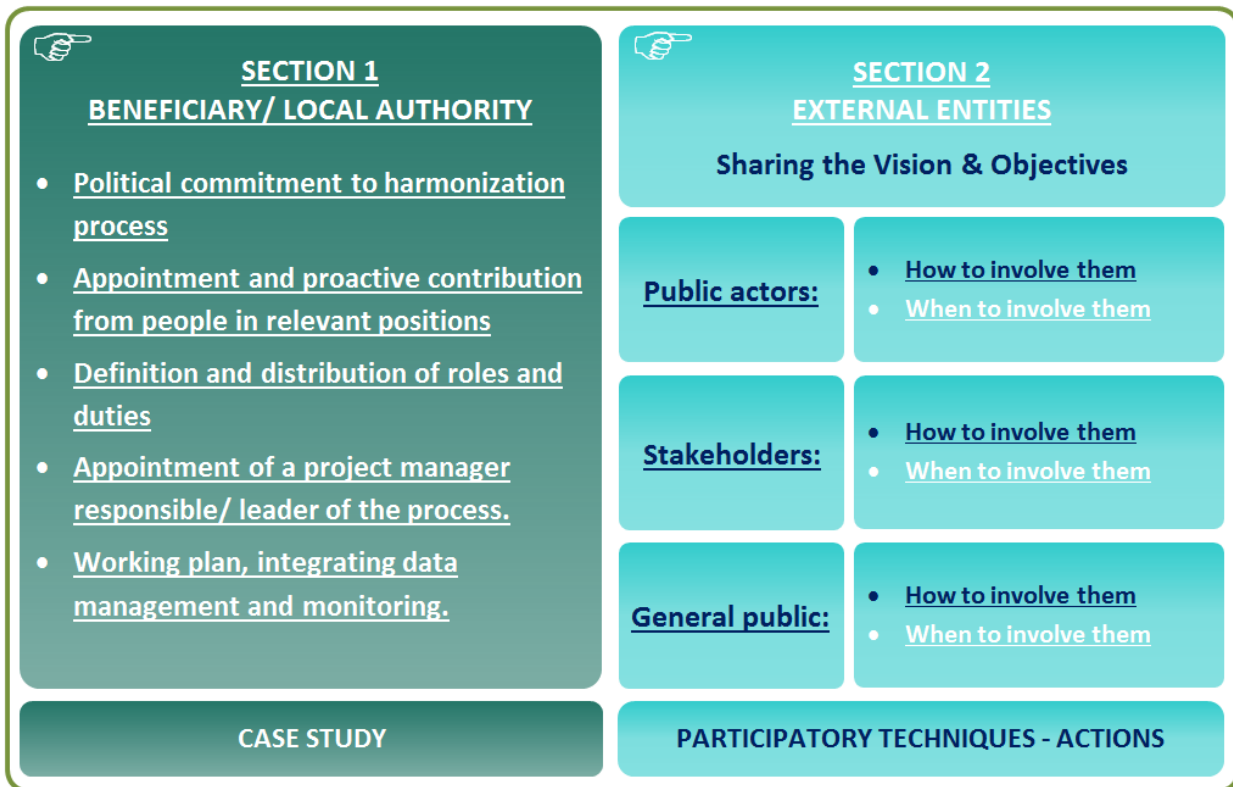 SECTION 1
BENEFICIARY/ LOCAL AUTHORITY
• Political commitment to harmonization
process
• Appointment and proactive contribution
from people in relevant positions
• Definition and distribution of roles and
duties
• Appointment of a project manager
responsible/ leader of the process.
• Working plan, integrating data
management and monitoring.
CASE STUDY
SECTION 2
EXTERNAL ENTITIES
Sharing the Vision & Objectives
Public actors:
• How to involve them
• When to involve them
Stakeholders:
• How to involve them
• When to involve them
General public:
• How to involve them
• When to involve them
PARTICIPATORY TECHNIQUES - ACTIONS